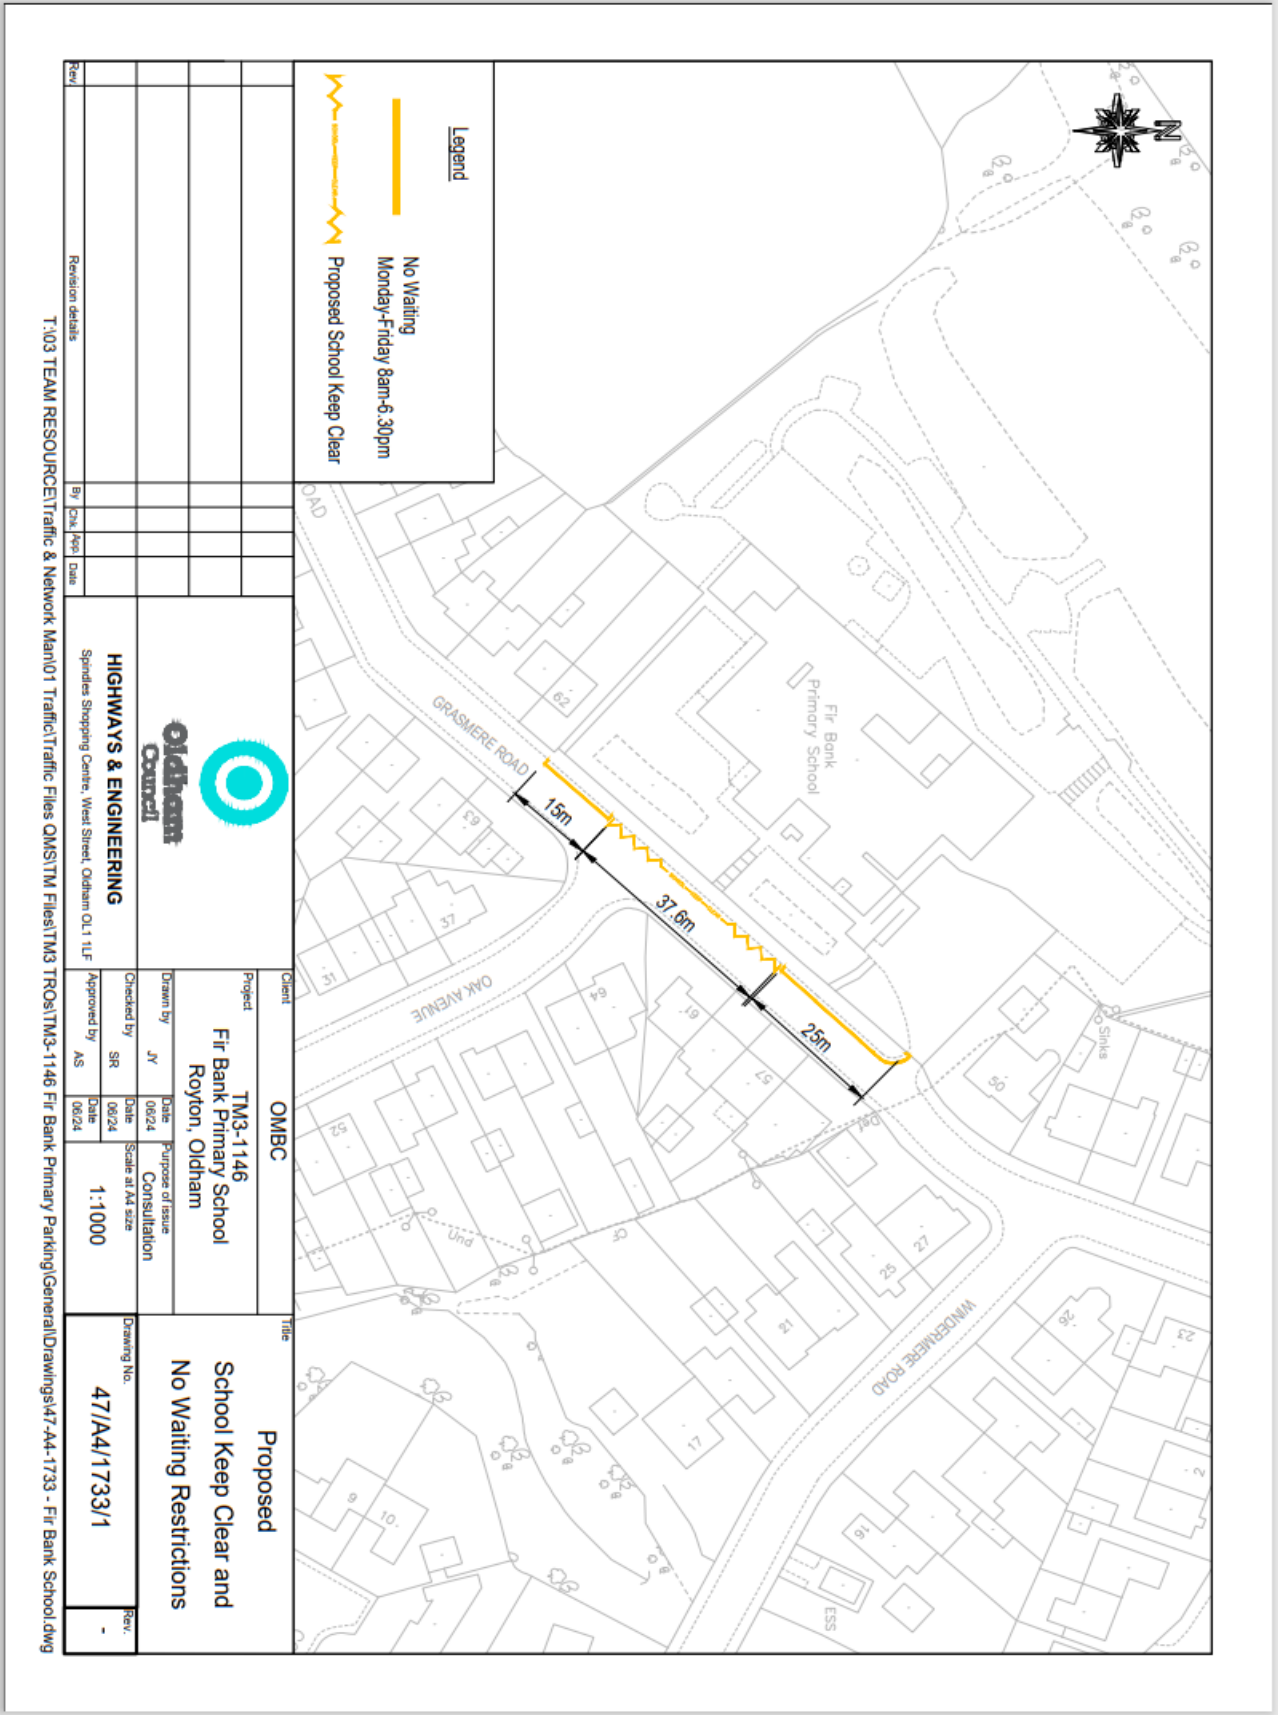 N
Legend
No Waiting
Monday-Friday 8am-6.30pm
Proposed School Keep Clear
Fir Bank
Primary School
GRASMERE ROAD
OAD
OAK AVENUE
WINDERMERE ROAD
15m
37.6m
25m
62
63
37
31
64
61
57
52
50
Sinks
Def
Und
CF
27
25
21
17
26
23
2
16
ESS
9
10
Rev.
Revision details
By
Chk.
App.
Date
Oldham
Council
HIGHWAYS & ENGINEERING
Spindles Shopping Centre, West Street, Oldham OL1 1LF
Client
OMBC
Project
TM3-1146
Fir Bank Primary School
Royton, Oldham
Drawn by
JY
Date
06/24
Checked by
SR
Date
06/24
Approved by
AS
Date
06/24
Purpose of issue
Consultation
Scale at A4 size
1:1000
Title
Proposed
School Keep Clear and
No Waiting Restrictions
Drawing No.
47/A4/1733/1
Rev.
-
T:\03 TEAM RESOURCE\Traffic & Network Man\01 Traffic\Traffic Files QMS\TM Files\TM3 TROs\TM3-1146 Fir Bank Primary Parking\General\Drawings\47-A4-1733 - Fir Bank School.dwg